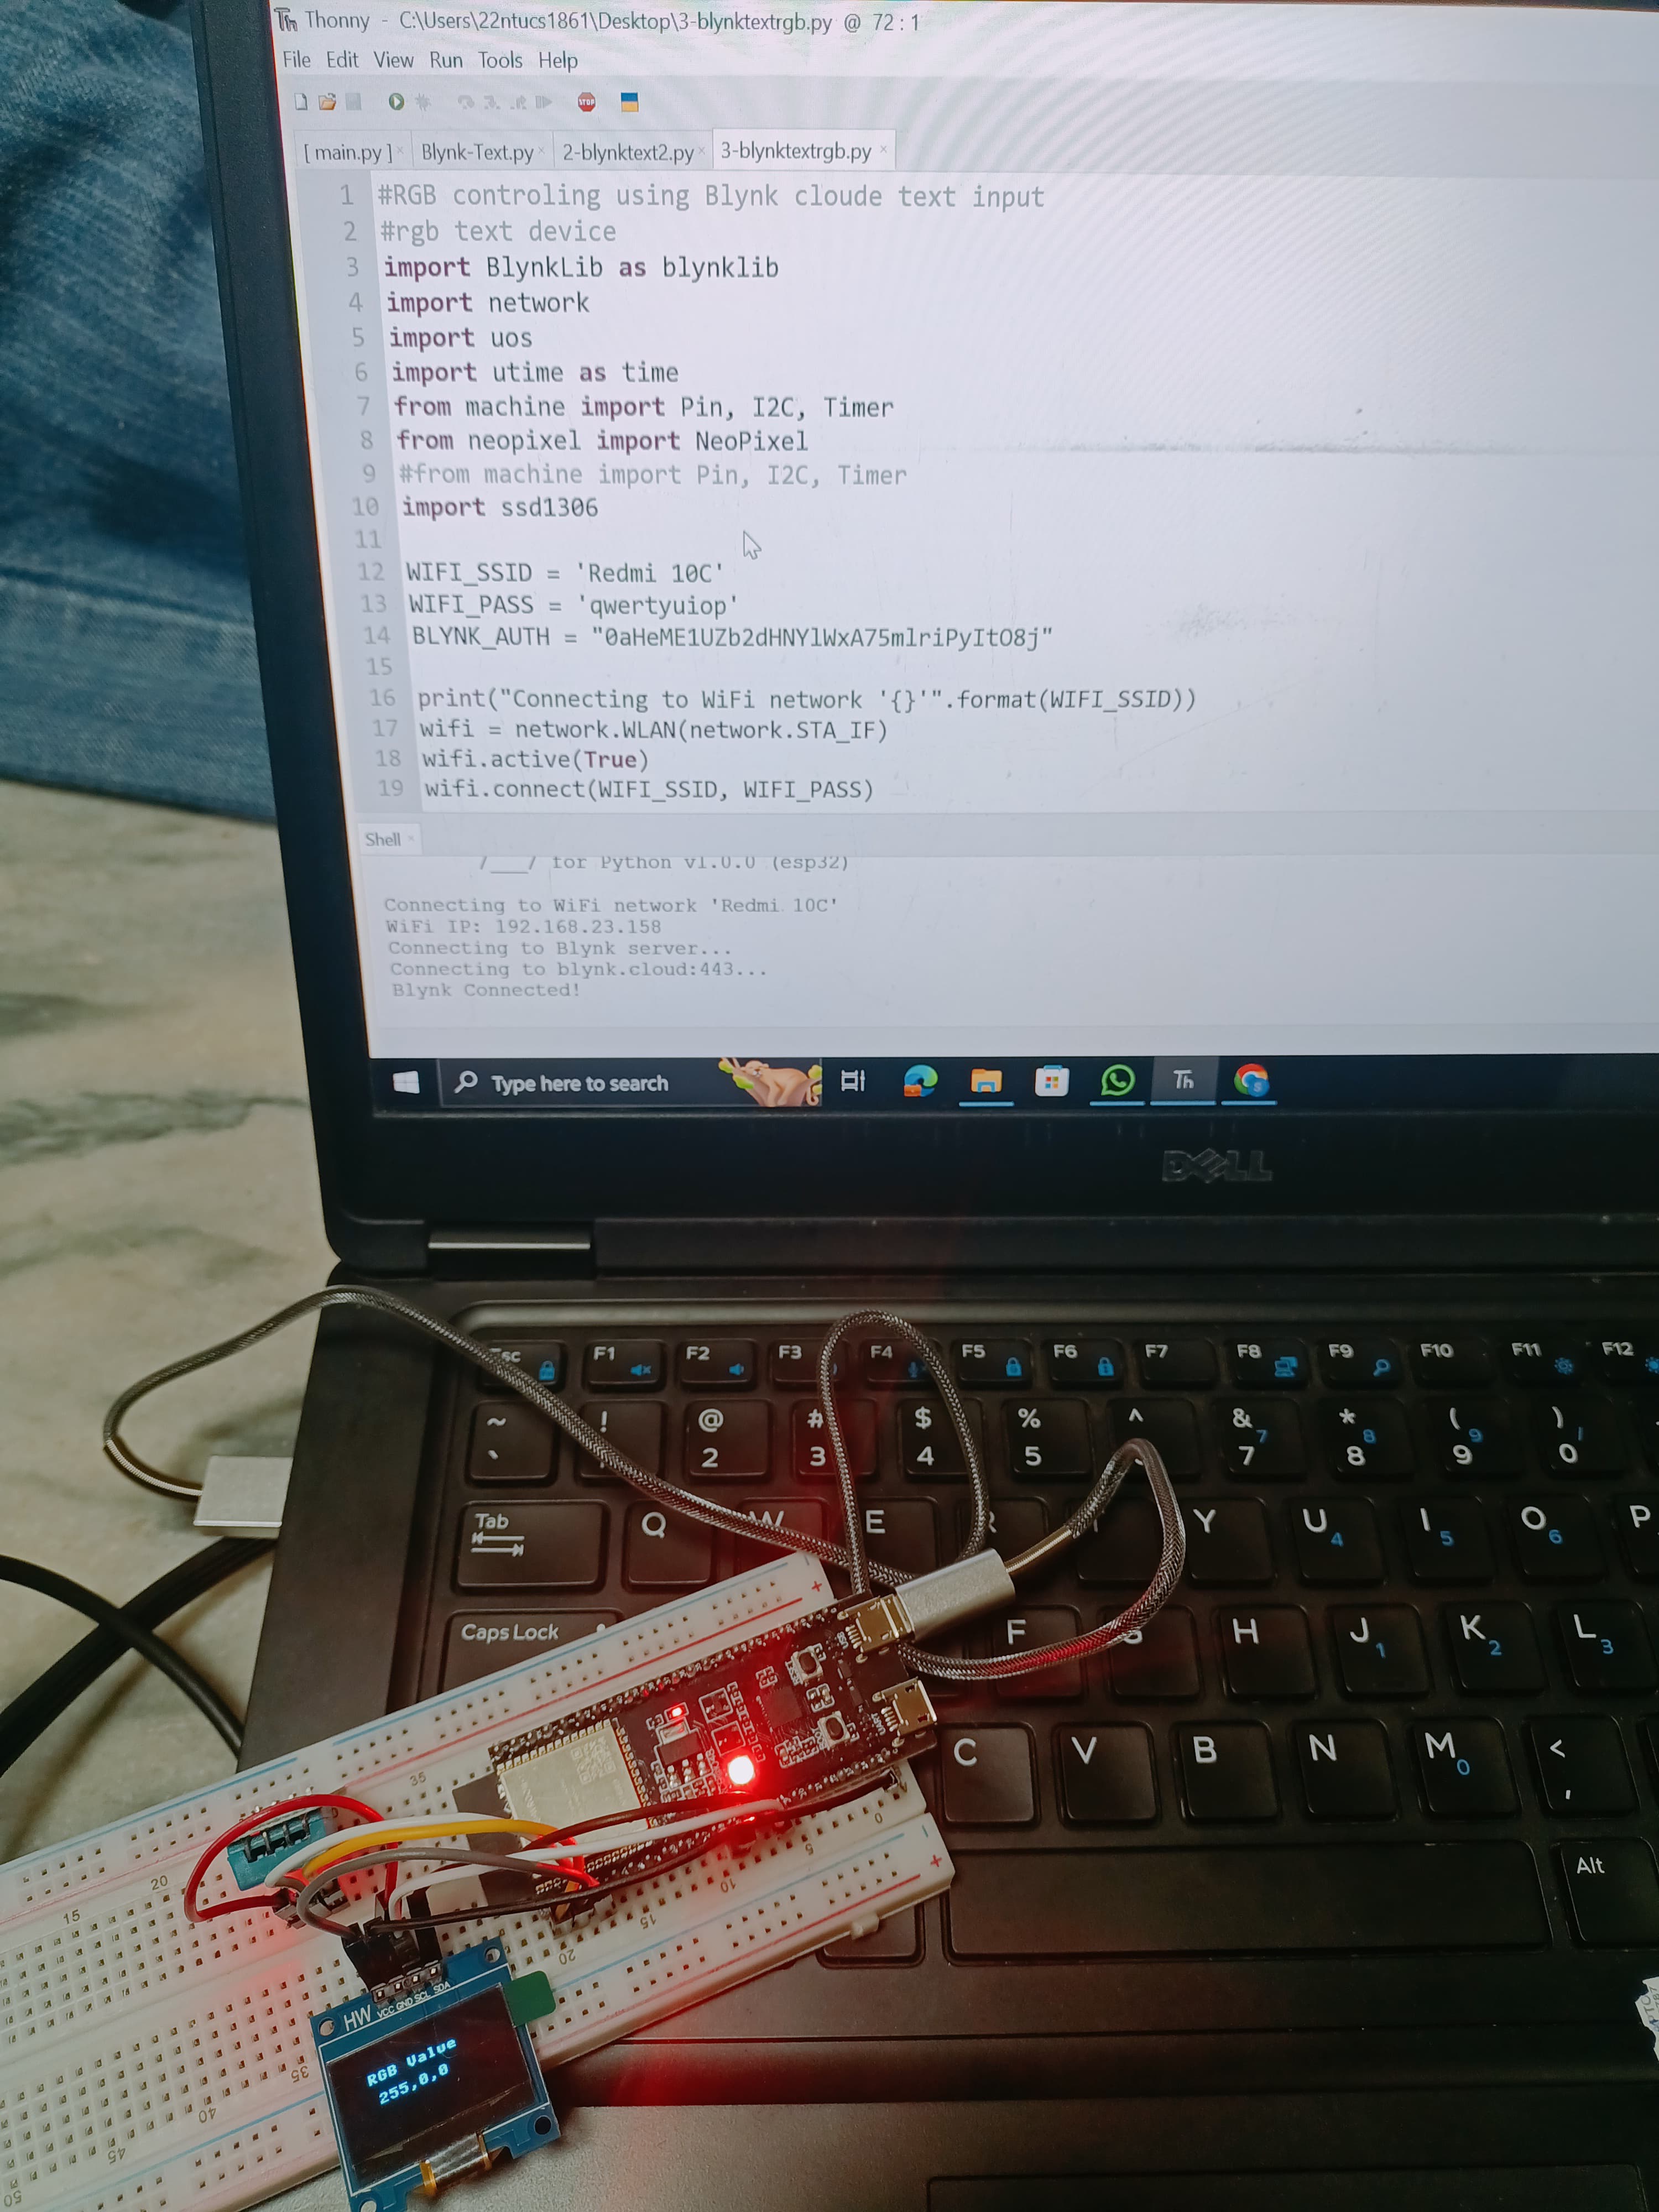 Thonny - C:\Users\22ntucs1861\Desktop\3-blynktextrgb.py @ 72 : 1
File Edit View Run Tools Help
STOP
[ main.py ] × Blynk-Text.py × 2-blynktext2.py × 3-blynktextrgb.py ×
1 #RGB controling using Blynk cloude text input
2 #rgb text device
3 import BlynkLib as blynklib
4 import network
5 import uos
6 import utime as time
7 from machine import Pin, I2C, Timer
8 from neopixel import NeoPixel
9 #from machine import Pin, I2C, Timer
10 import ssd1306
11
12 WIFI_SSID = 'Redmi 10C'
13 WIFI_PASS = 'qwertyuiop'
14 BLYNK_AUTH = "0aHeME1UZb2dHNYlWxA75mlriPyItO8j"
15
16 print("Connecting to WiFi network '{}'".format(WIFI_SSID))
17 wifi = network.WLAN(network.STA_IF)
18 wifi.active(True)
19 wifi.connect(WIFI_SSID, WIFI_PASS)
Shell ×
/___/ for Python v1.0.0 (esp32)
Connecting to WiFi network 'Redmi 10C'
WiFi IP: 192.168.23.158
Connecting to Blynk server...
Connecting to blynk.cloud:443...
Blynk Connected!
Type here to search
Th
DELL
F1 F2 F3 F4 F5 F6 F7 F8 F9 F10 F11 F12
~ ! @ # $ % ^ & * ( )
` 2 3 4 5 7 7 8 8 9 9 0 /
Tab Q W E R Y U 4 I 5 O 6 P
Caps Lock F H J 1 K 2 L 3
C V B N M 0 < ,
Alt
USB
UART
35
20
15
0
5
10
15
20
35
40
45
50
HW VCC GND SCL SDA
RGB Value
255,0,0